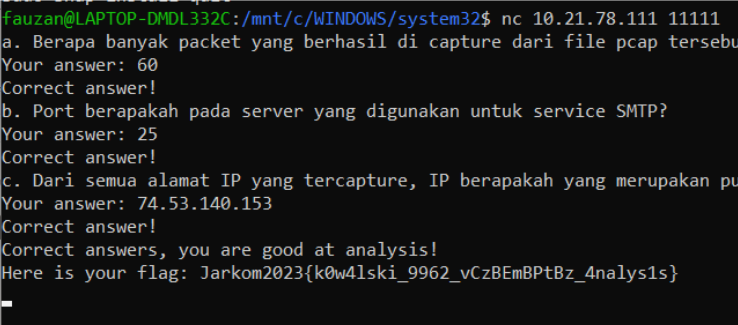 fauzan@LAPTOP-DMDL332C:/mnt/c/WINDOWS/system32$ nc 10.21.78.111 11111
a. Berapa banyak packet yang berhasil di capture dari file pcap tersebu
Your answer: 60
Correct answer!
b. Port berapakah pada server yang digunakan untuk service SMTP?
Your answer: 25
Correct answer!
c. Dari semua alamat IP yang tercapture, IP berapakah yang merupakan pu
Your answer: 74.53.140.153
Correct answer!
Correct answers, you are good at analysis!
Here is your flag: Jarkom2023{k0w4lski_9962_vCzBEmBPtBz_4nalys1s}